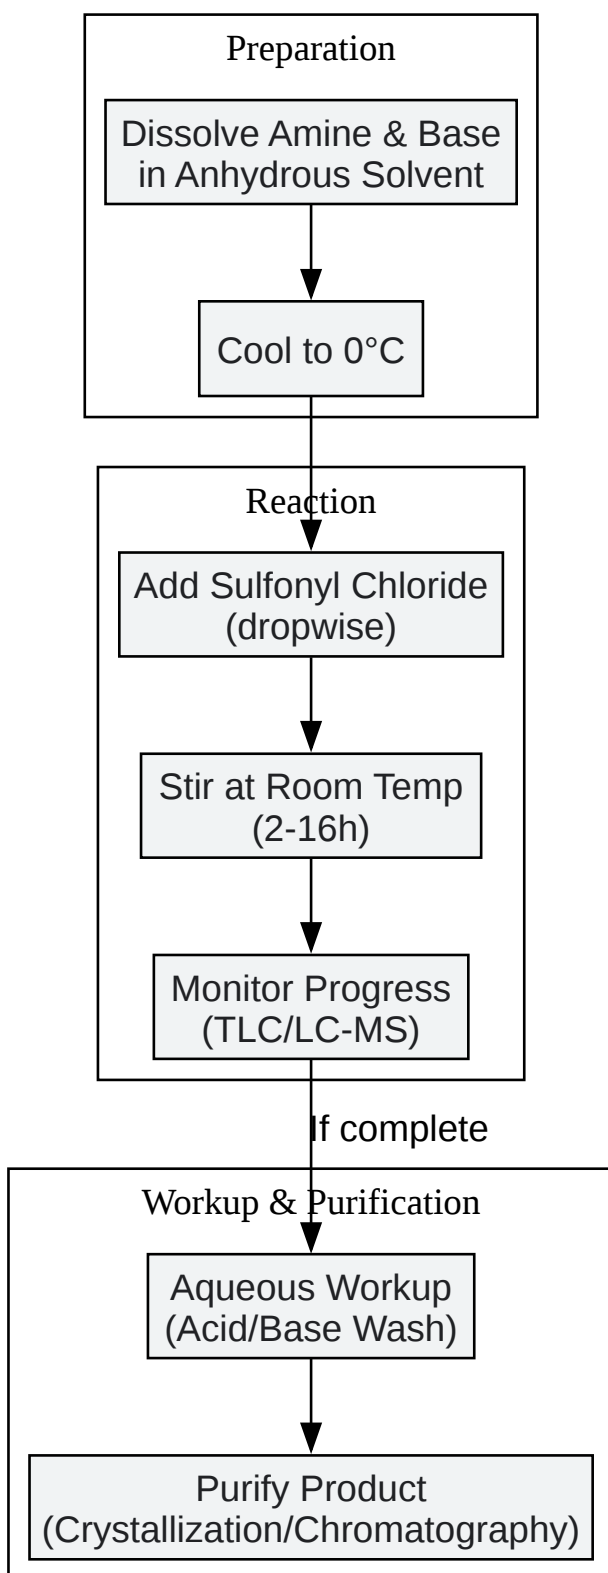 Preparation
Dissolve Amine & Base
in Anhydrous Solvent
Cool to 0°C
Reaction
Add Sulfonyl Chloride
(dropwise)
Stir at Room Temp
(2-16h)
Monitor Progress
(TLC/LC-MS)
If complete
Workup & Purification
Aqueous Workup
(Acid/Base Wash)
Purify Product
(Crystallization/Chromatography)